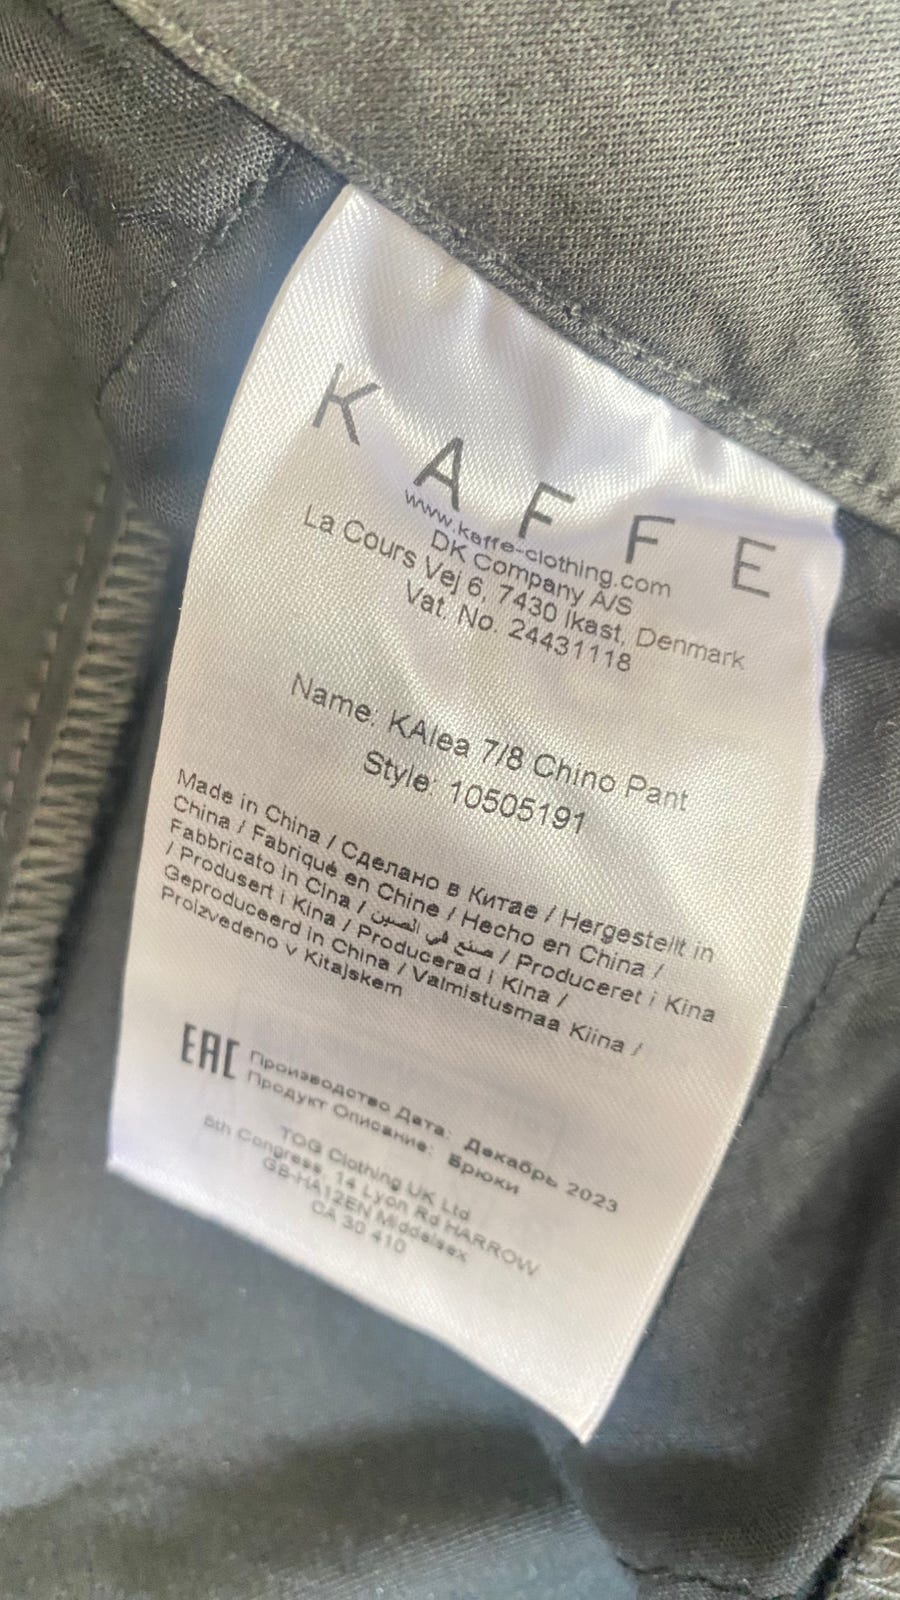 KAFFE
www.kaffe-clothing.com
DK Company A/S
La Cours Vej 6, 7430 Ikast, Denmark
Vat. No. 24431118
Name: KAlea 7/8 Chino Pant
Style: 10505191
Made in China / Сделано в Китае / Hergestellt in
China / Fabriqué en Chine / Hecho en China /
Fabbricato in Cina / صنع في الصين / Produceret i Kina
/ Produsert i Kina / Producerad i Kina /
Geproduceerd in China / Valmistusmaa Kiina /
Proizvedeno v Kitajskem
EAC
Производство Дата: Декабрь 2023
Продукт Описание: Брюки
TOG Clothing UK Ltd
5th Congress, 14 Lyon Rd HARROW
GB-HA12EN Middelsex
CA 30 410